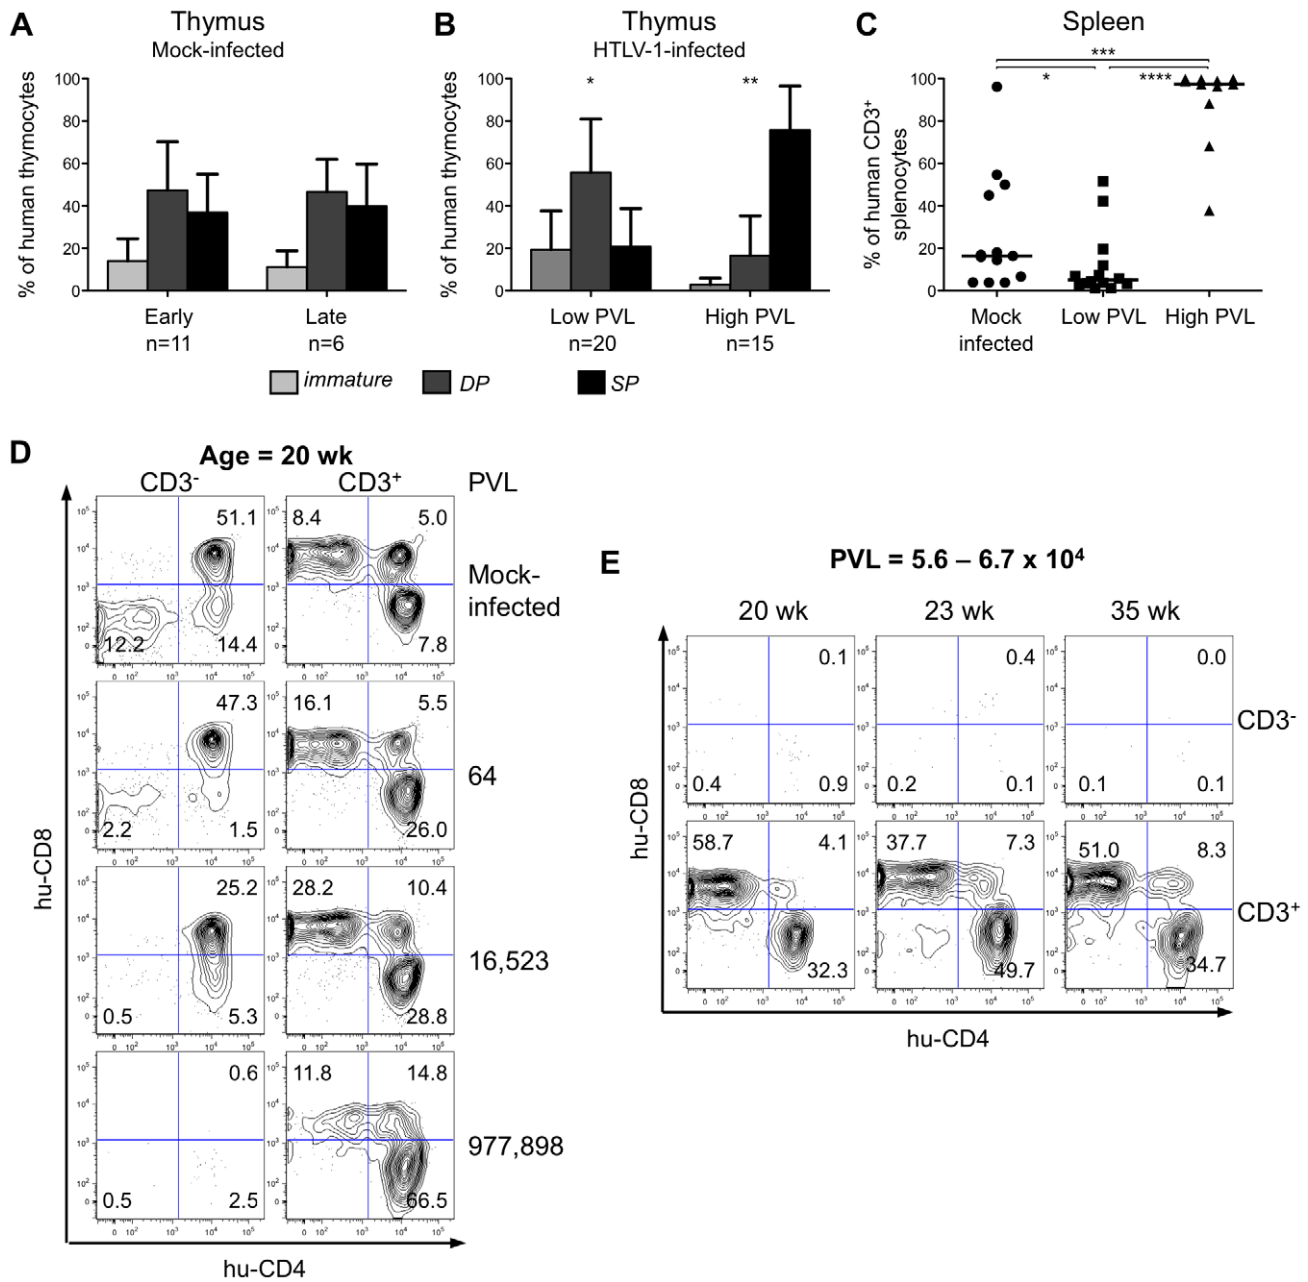 A
Thymus
Mock-infected
% of human thymocytes
100
80
60
40
20
0
Early
n=11
Late
n=6
B
Thymus
HTLV-1-infected
% of human thymocytes
100
80
60
40
20
0
*
**
Low PVL
n=20
High PVL
n=15
immature
DP
SP
C
Spleen
% of human CD3+
splenocytes
100
80
60
40
20
0
***
*
****
Mock
infected
Low PVL
High PVL
D
Age = 20 wk
CD3-
CD3+
PVL
51.1
12.2
14.4
8.4
5.0
7.8
Mock-
infected
47.3
2.2
1.5
16.1
5.5
26.0
64
25.2
0.5
5.3
28.2
10.4
28.8
16,523
0.6
0.5
2.5
11.8
14.8
66.5
977,898
hu-CD8
hu-CD4
E
PVL = 5.6 – 6.7 x 10⁴
20 wk
23 wk
35 wk
0.1
0.4
0.9
0.4
0.2
0.1
0.0
0.1
0.1
CD3-
58.7
4.1
32.3
37.7
7.3
49.7
51.0
8.3
34.7
CD3+
hu-CD8
hu-CD4